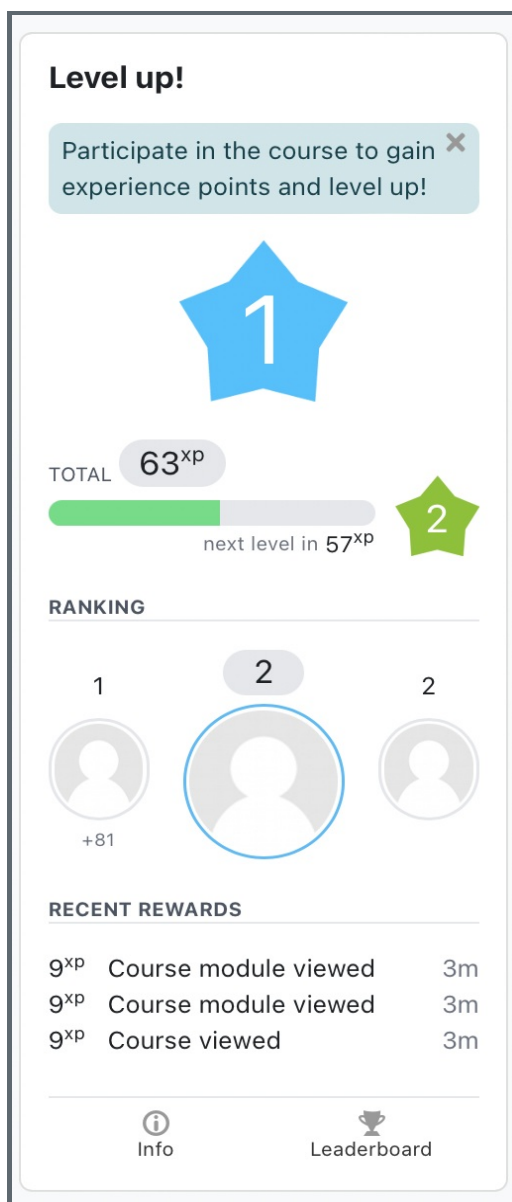 Level up!
Participate in the course to gain
experience points and level up!
1
TOTAL 63xp
2
next level in 57xp
RANKING
1 2 2
+81
RECENT REWARDS
9xp Course module viewed 3m
9xp Course module viewed 3m
9xp Course viewed 3m
Info Leaderboard